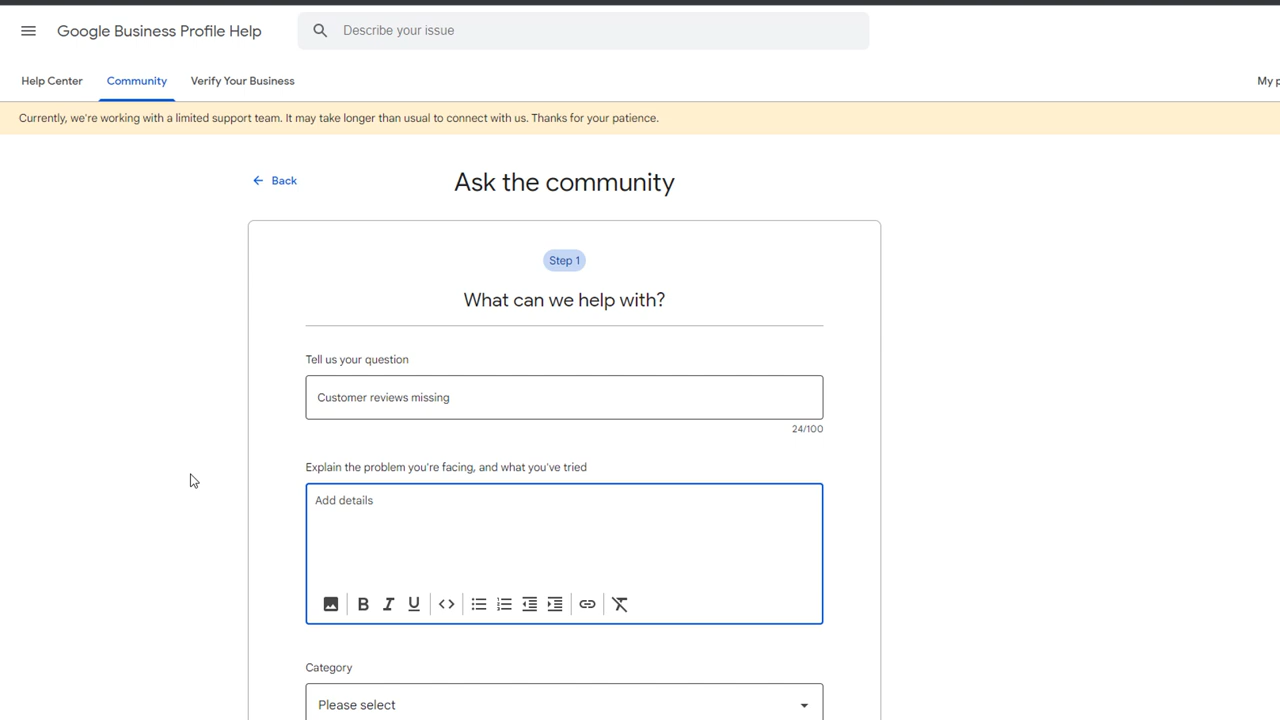 Google Business Profile Help
Describe your issue
Help Center
Community
Verify Your Business
My p
Currently, we're working with a limited support team. It may take longer than usual to connect with us. Thanks for your patience.
Back
Ask the community
Step 1
What can we help with?
Tell us your question
Customer reviews missing
24/100
Explain the problem you're facing, and what you've tried
Add details
B I U
Category
Please select